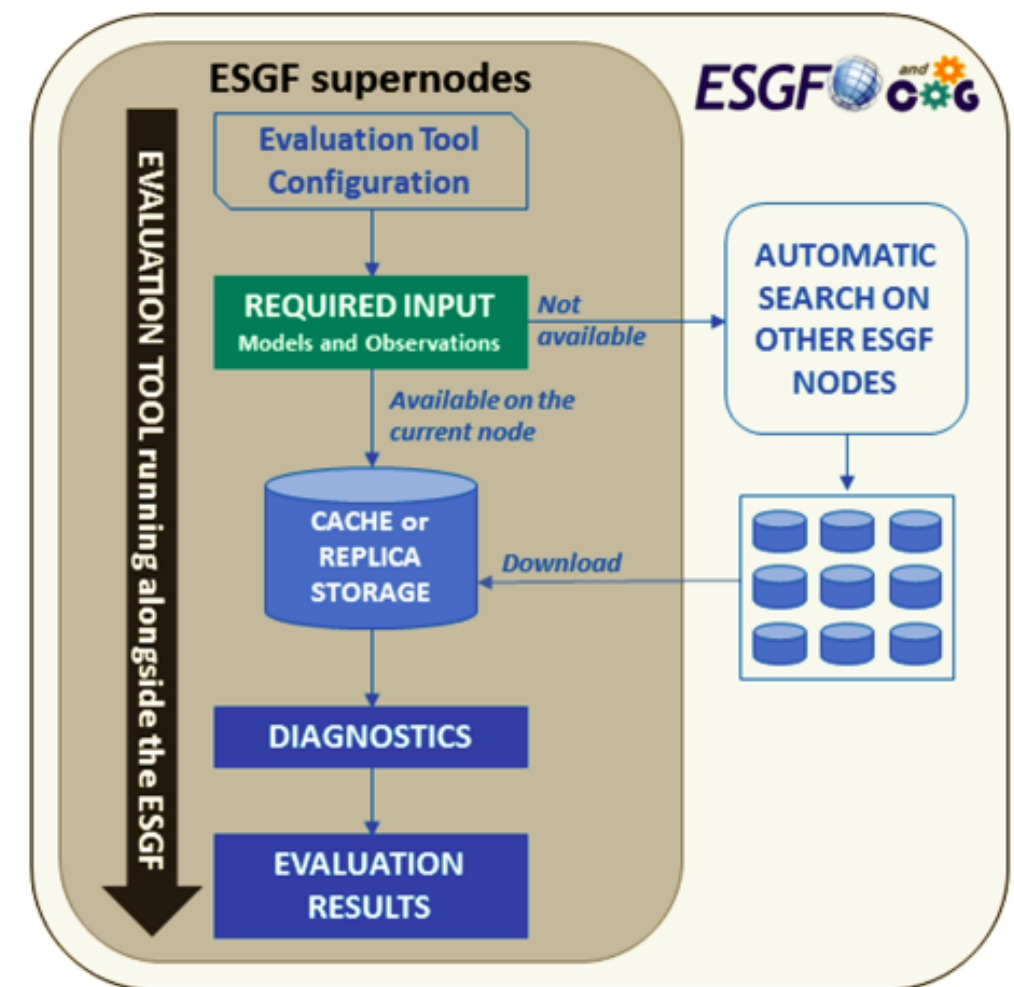 ESGF supernodes
ESGF and COG
EVALUATION TOOL running alongside the ESGF
Evaluation Tool
Configuration
REQUIRED INPUT
Models and Observations
Not
available
AUTOMATIC
SEARCH ON
OTHER ESGF
NODES
Available on the
current node
CACHE or
REPLICA
STORAGE
Download
DIAGNOSTICS
EVALUATION
RESULTS